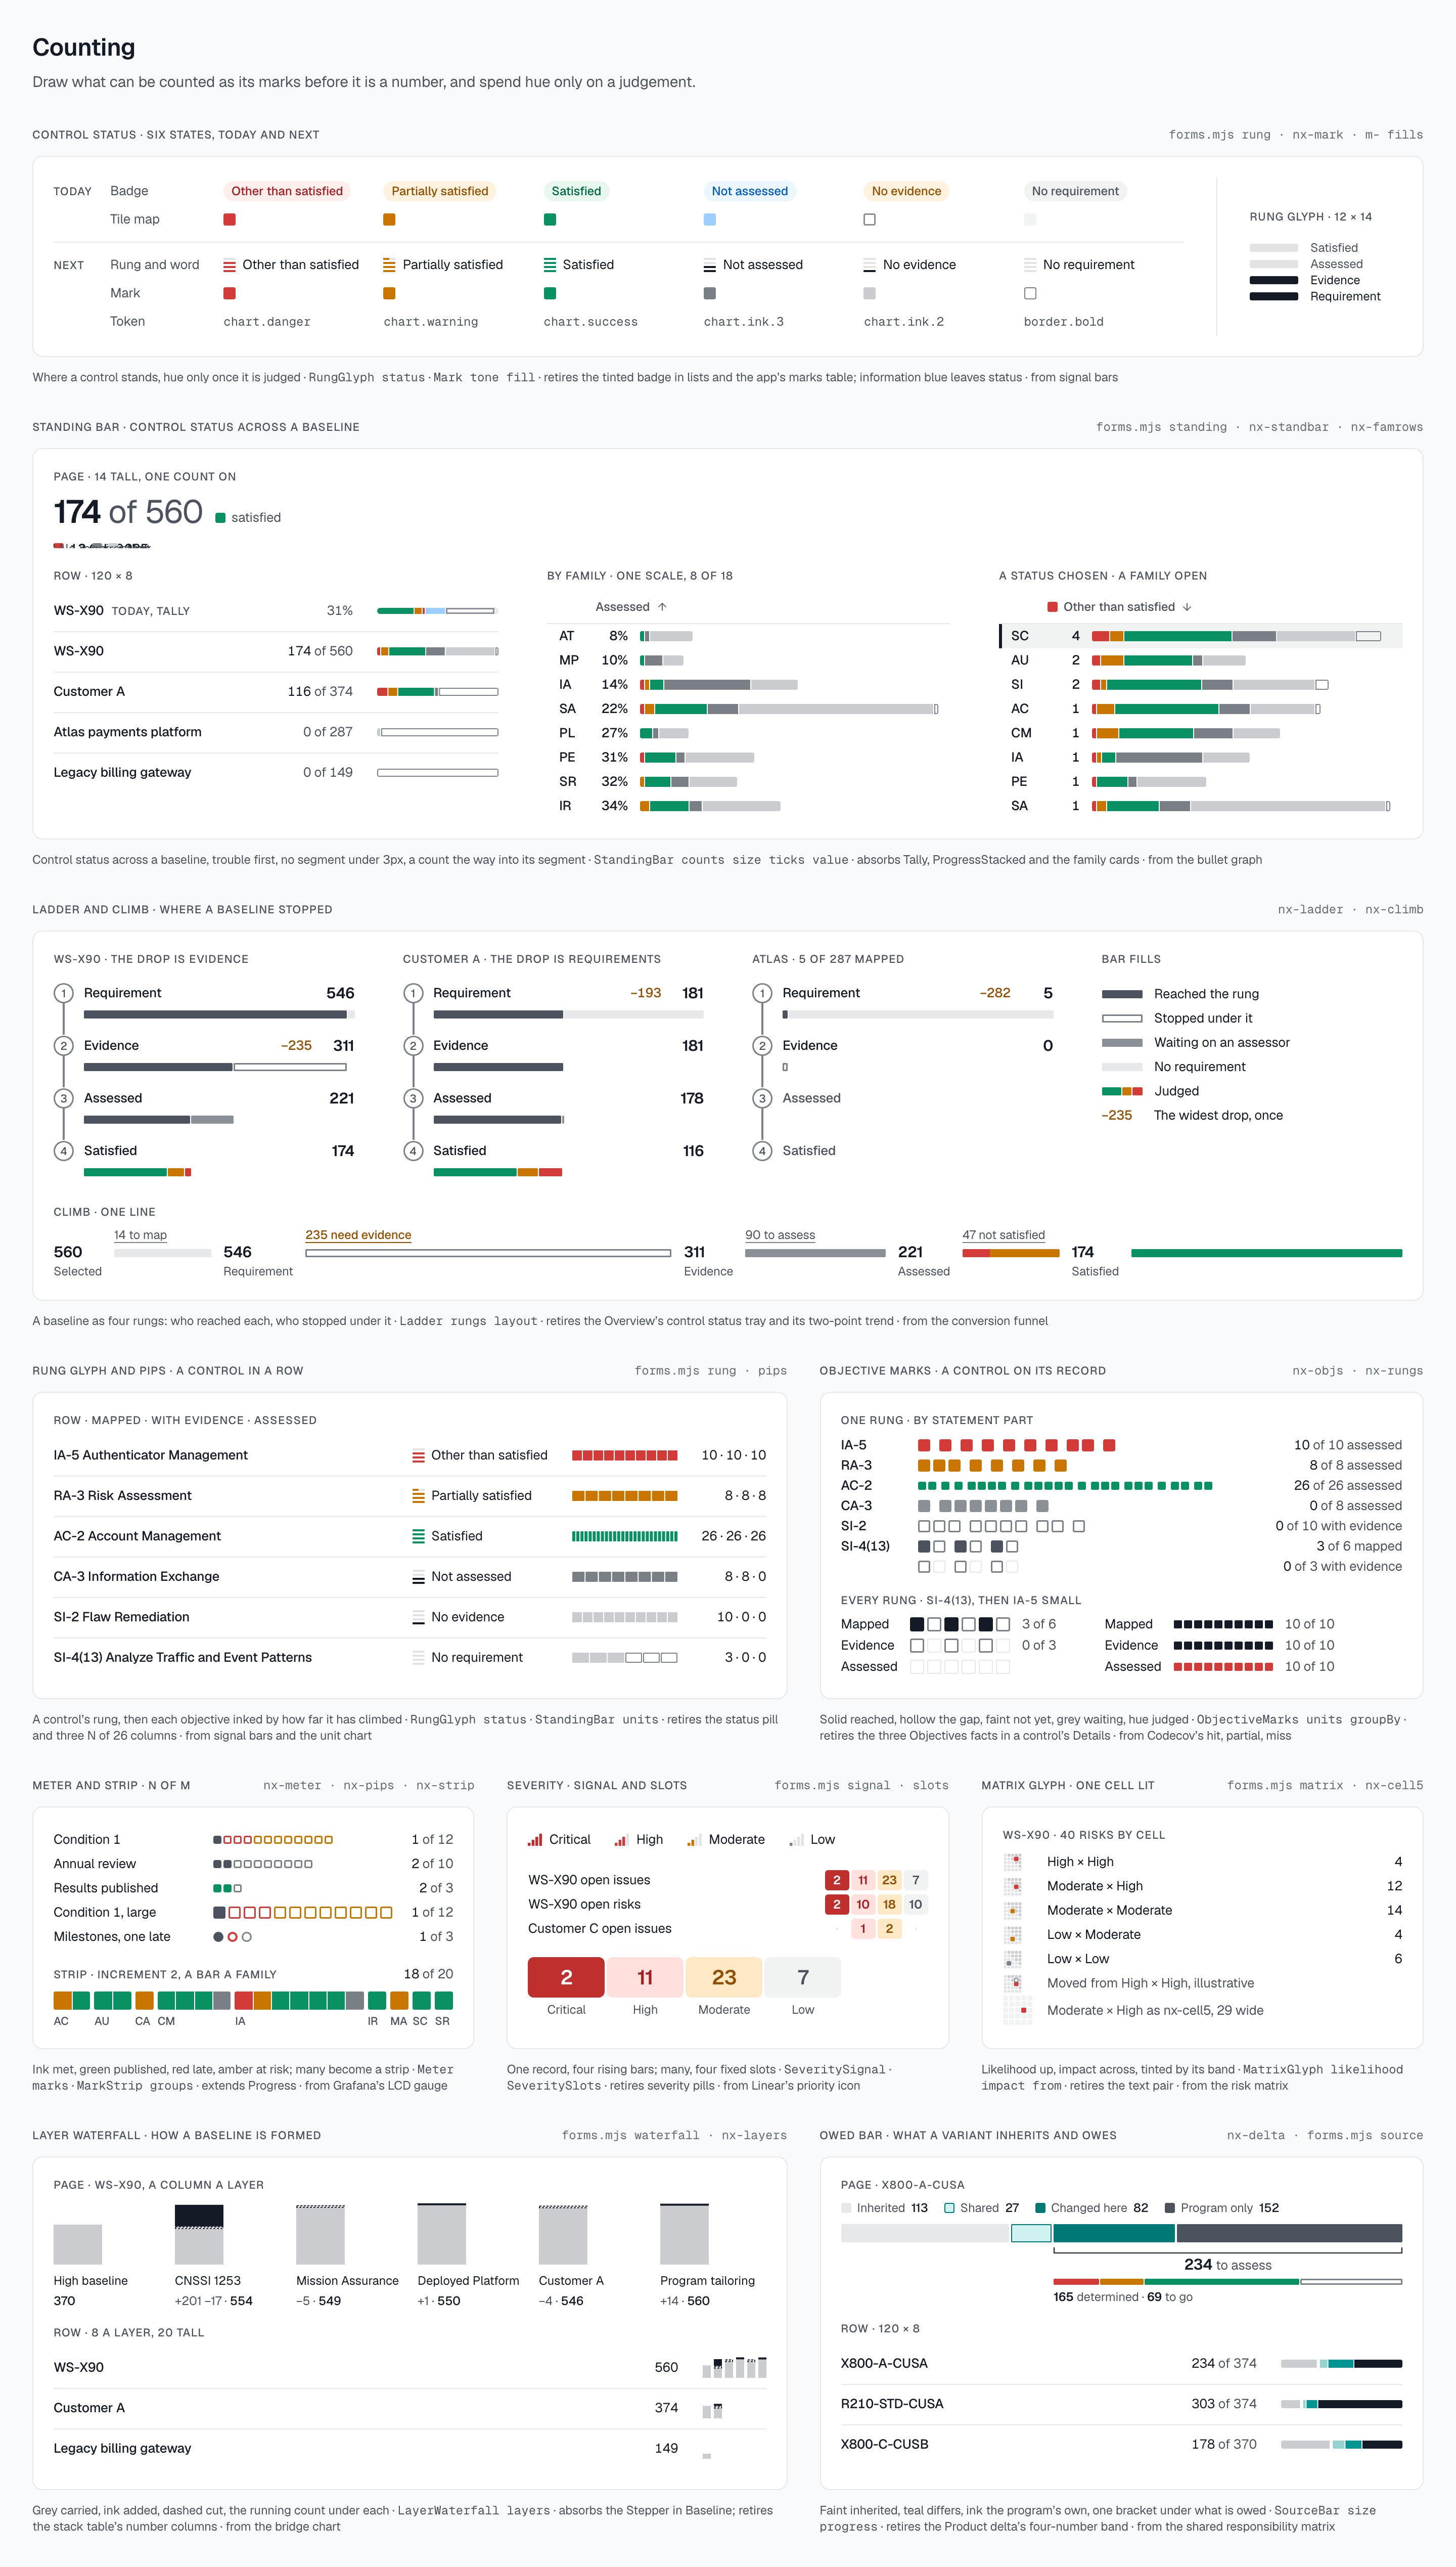 Counting
Draw what can be counted as its marks before it is a number, and spend hue only on a judgement.
CONTROL STATUS · SIX STATES, TODAY AND NEXT
forms.mjs rung · nx-mark · m- fills
TODAY Badge Other than satisfied Partially satisfied Satisfied Not assessed No evidence No requirement
Tile map
NEXT Rung and word Other than satisfied Partially satisfied Satisfied Not assessed No evidence No requirement
Mark
Token chart.danger chart.warning chart.success chart.ink.3 chart.ink.2 border.bold
RUNG GLYPH · 12 × 14
Satisfied
Assessed
Evidence
Requirement
Where a control stands, hue only once it is judged · RungGlyph status · Mark tone fill · retires the tinted badge in lists and the app's marks table; information blue leaves status · from signal bars
STANDING BAR · CONTROL STATUS ACROSS A BASELINE
forms.mjs standing · nx-standbar · nx-famrows
PAGE · 14 TALL, ONE COUNT ON
174 of 560 satisfied
ROW · 120 × 8
WS-X90 TODAY, TALLY 31%
WS-X90 174 of 560
Customer A 116 of 374
Atlas payments platform 0 of 287
Legacy billing gateway 0 of 149
BY FAMILY · ONE SCALE, 8 OF 18
Assessed ↑
AT 8%
MP 10%
IA 14%
SA 22%
PL 27%
PE 31%
SR 32%
IR 34%
A STATUS CHOSEN · A FAMILY OPEN
Other than satisfied ↓
SC 4
AU 2
SI 2
AC 1
CM 1
IA 1
PE 1
SA 1
Control status across a baseline, trouble first, no segment under 3px, a count the way into its segment · StandingBar counts size ticks value · absorbs Tally, ProgressStacked and the family cards · from the bullet graph
LADDER AND CLIMB · WHERE A BASELINE STOPPED
nx-ladder · nx-climb
WS-X90 · THE DROP IS EVIDENCE
1 Requirement 546
2 Evidence −235 311
3 Assessed 221
4 Satisfied 174
CUSTOMER A · THE DROP IS REQUIREMENTS
1 Requirement −193 181
2 Evidence 181
3 Assessed 178
4 Satisfied 116
ATLAS · 5 OF 287 MAPPED
1 Requirement −282 5
2 Evidence 0
3 Assessed
4 Satisfied
BAR FILLS
Reached the rung
Stopped under it
Waiting on an assessor
No requirement
Judged
−235 The widest drop, once
CLIMB · ONE LINE
14 to map 235 need evidence 90 to assess 47 not satisfied
560 546 311 221 174
Selected Requirement Evidence Assessed Satisfied
A baseline as four rungs: who reached each, who stopped under it · Ladder rungs layout · retires the Overview's control status tray and its two-point trend · from the conversion funnel
RUNG GLYPH AND PIPS · A CONTROL IN A ROW
forms.mjs rung · pips
ROW · MAPPED · WITH EVIDENCE · ASSESSED
IA-5 Authenticator Management Other than satisfied 10 · 10 · 10
RA-3 Risk Assessment Partially satisfied 8 · 8 · 8
AC-2 Account Management Satisfied 26 · 26 · 26
CA-3 Information Exchange Not assessed 8 · 8 · 0
SI-2 Flaw Remediation No evidence 10 · 0 · 0
SI-4(13) Analyze Traffic and Event Patterns No requirement 3 · 0 · 0
A control's rung, then each objective inked by how far it has climbed · RungGlyph status · StandingBar units · retires the status pill
and three N of 26 columns · from signal bars and the unit chart
OBJECTIVE MARKS · A CONTROL ON ITS RECORD
nx-objs · nx-rungs
ONE RUNG · BY STATEMENT PART
IA-5 10 of 10 assessed
RA-3 8 of 8 assessed
AC-2 26 of 26 assessed
CA-3 0 of 8 assessed
SI-2 0 of 10 with evidence
SI-4(13) 3 of 6 mapped
0 of 3 with evidence
EVERY RUNG · SI-4(13), THEN IA-5 SMALL
Mapped 3 of 6 Mapped 10 of 10
Evidence 0 of 3 Evidence 10 of 10
Assessed Assessed 10 of 10
Solid reached, hollow the gap, faint not yet, grey waiting, hue judged · ObjectiveMarks units groupBy ·
retires the three Objectives facts in a control's Details · from Codecov's hit, partial, miss
METER AND STRIP · N OF M
nx-meter · nx-pips · nx-strip
Condition 1 1 of 12
Annual review 2 of 10
Results published 2 of 3
Condition 1, large 1 of 12
Milestones, one late 1 of 3
STRIP · INCREMENT 2, A BAR A FAMILY 18 of 20
AC AU CA CM IA IR MA SC SR
Ink met, green published, red late, amber at risk; many become a strip · Meter
marks · MarkStrip groups · extends Progress · from Grafana's LCD gauge
SEVERITY · SIGNAL AND SLOTS
forms.mjs signal · slots
Critical High Moderate Low
WS-X90 open issues 2 11 23 7
WS-X90 open risks 2 10 18 10
Customer C open issues · 1 2 ·
2 11 23 7
Critical High Moderate Low
One record, four rising bars; many, four fixed slots · SeveritySignal ·
SeveritySlots · retires severity pills · from Linear's priority icon
MATRIX GLYPH · ONE CELL LIT
forms.mjs matrix · nx-cell5
WS-X90 · 40 RISKS BY CELL
High × High 4
Moderate × High 12
Moderate × Moderate 14
Low × Moderate 4
Low × Low 6
Moved from High × High, illustrative
Moderate × High as nx-cell5, 29 wide
Likelihood up, impact across, tinted by its band · MatrixGlyph likelihood
impact from · retires the text pair · from the risk matrix
LAYER WATERFALL · HOW A BASELINE IS FORMED
forms.mjs waterfall · nx-layers
PAGE · WS-X90, A COLUMN A LAYER
High baseline CNSSI 1253 Mission Assurance Deployed Platform Customer A Program tailoring
370 +201 −17 · 554 −5 · 549 +1 · 550 −4 · 546 +14 · 560
ROW · 8 A LAYER, 20 TALL
WS-X90 560
Customer A 374
Legacy billing gateway 149
Grey carried, ink added, dashed cut, the running count under each · LayerWaterfall layers · absorbs the Stepper in Baseline; retires
the stack table's number columns · from the bridge chart
OWED BAR · WHAT A VARIANT INHERITS AND OWES
nx-delta · forms.mjs source
PAGE · X800-A-CUSA
Inherited 113 Shared 27 Changed here 82 Program only 152
234 to assess
165 determined · 69 to go
ROW · 120 × 8
X800-A-CUSA 234 of 374
R210-STD-CUSA 303 of 374
X800-C-CUSB 178 of 370
Faint inherited, teal differs, ink the program's own, one bracket under what is owed · SourceBar size
progress · retires the Product delta's four-number band · from the shared responsibility matrix